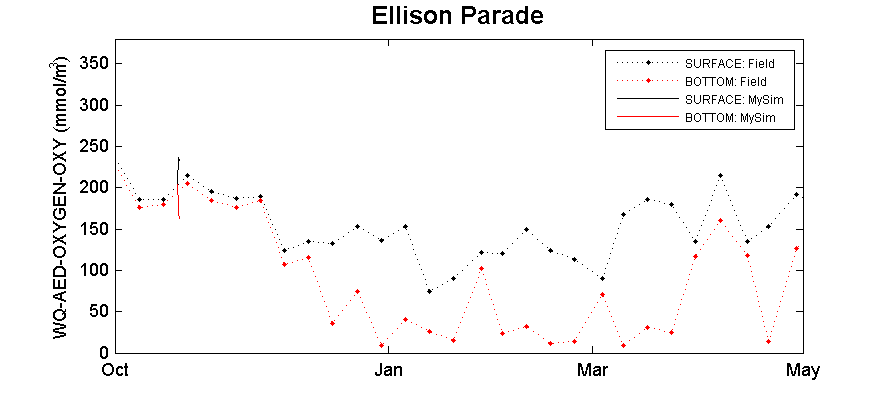 Ellison Parade
WQ-AED-OXYGEN-OXY (mmol/m³)
350
300
250
200
150
100
50
0
Oct
Jan
Mar
May
SURFACE: Field
BOTTOM: Field
SURFACE: MySim
BOTTOM: MySim